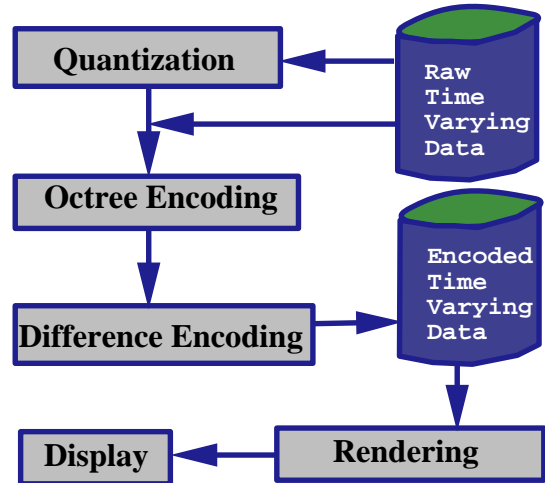 Quantization
Raw
Time
Varying
Data
Octree Encoding
Encoded
Time
Varying
Data
Difference Encoding
Rendering
Display